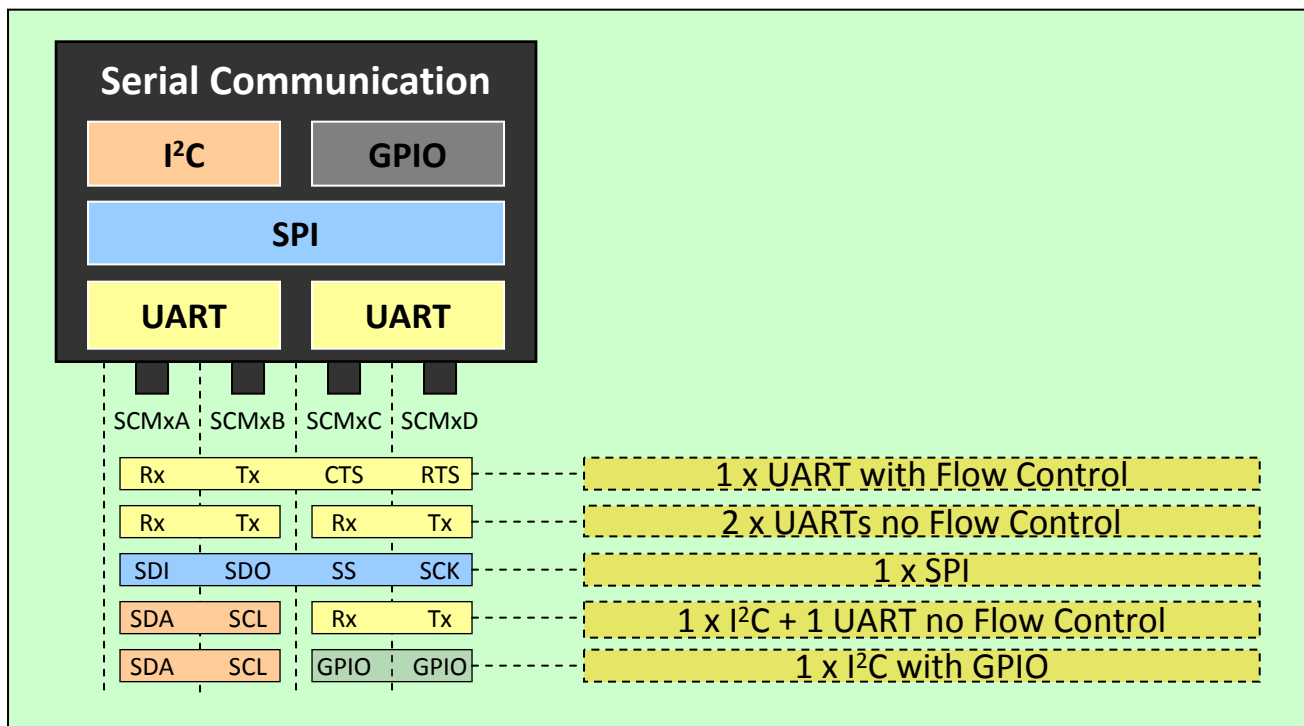 Serial Communication
I²C GPIO
SPI
UART UART
SCMxA SCMxB SCMxC SCMxD
Rx Tx CTS RTS 1 x UART with Flow Control
Rx Tx Rx Tx 2 x UARTs no Flow Control
SDI SDO SS SCK 1 x SPI
SDA SCL Rx Tx 1 x I²C + 1 UART no Flow Control
SDA SCL GPIO GPIO 1 x I²C with GPIO